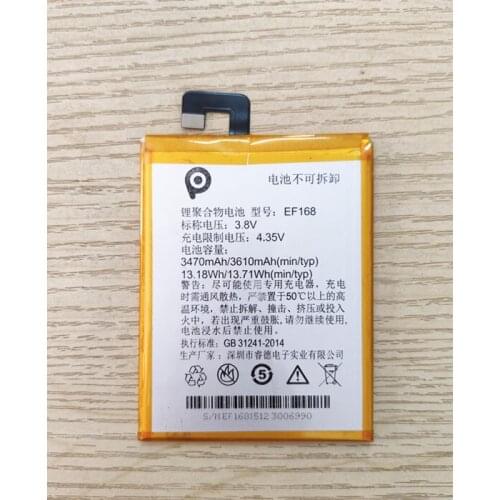 电池不可拆卸
锂聚合物电池 型号: EF168
标称电压: 3.8V
充电限制电压: 4.35V
电池容量:
3470mAh/3610mAh(min/typ)
13.18Wh/13.71Wh(min/typ)
警告: 尽可能使用专用充电器, 充电
时需通风散热, 严禁置于50℃以上的高
温环境, 禁止拆解、撞击、挤压或投入
火中, 若出现严重鼓胀, 请勿继续使用,
电池浸水后禁止使用!
执行标准: GB 31241-2014
生产厂家: 深圳市睿德电子实业有限公司
5
S/N:EF1681512 3006990